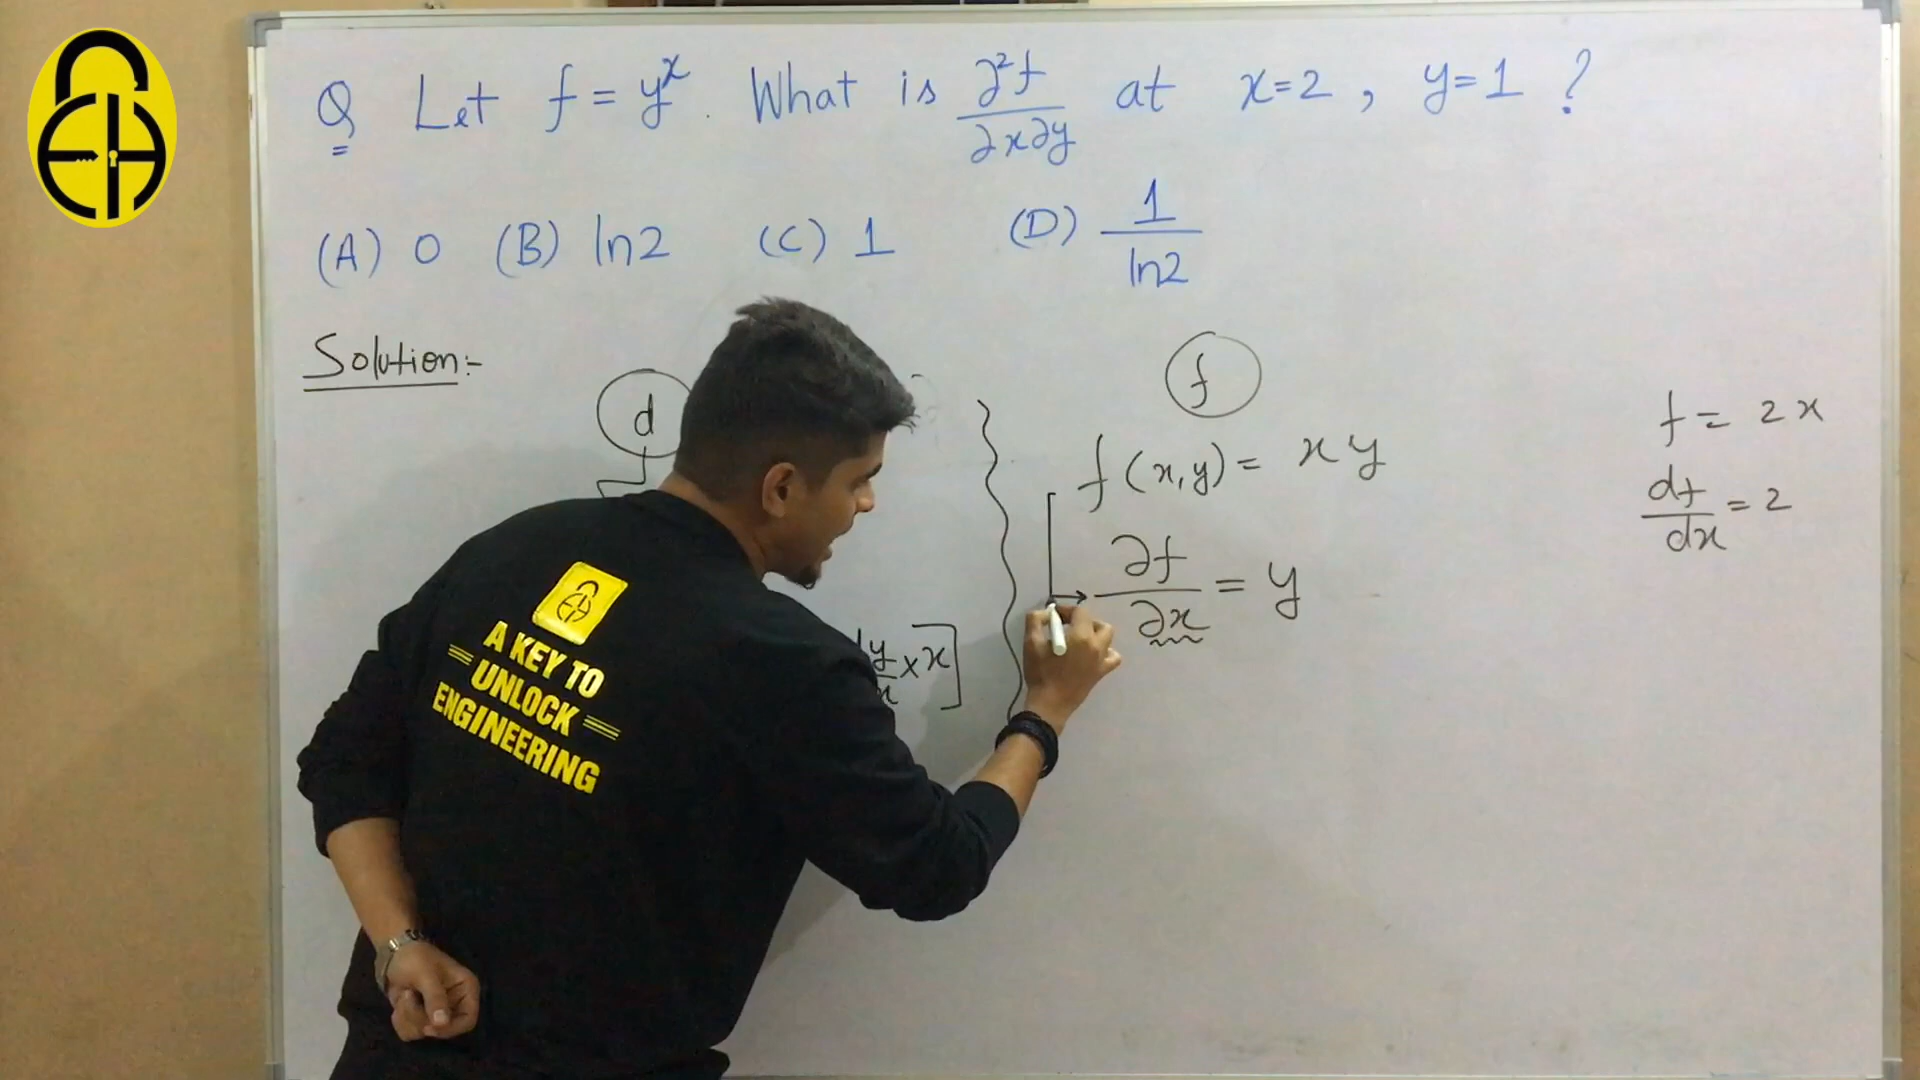 Q Let f = y^x. What is ∂²f/∂x∂y at x=2, y=1 ?
(A) 0 (B) ln2 (C) 1 (D) 1/ln2
Solution:-
d
y × x]
f
f(x,y) = xy
∂f/∂x = y
f = 2x
df/dx = 2
A KEY TO
UNLOCK
ENGINEERING